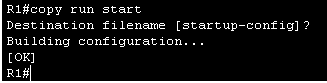 R1#copy run start
Destination filename [startup-config]?
Building configuration...
[OK]
R1#